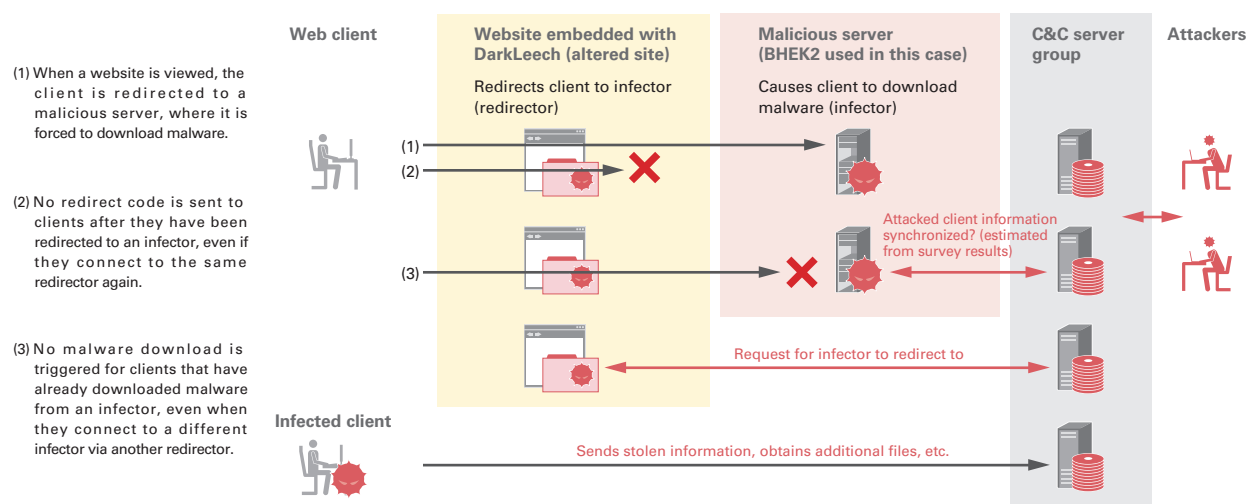 Web client
Website embedded with
DarkLeech (altered site)
Redirects client to infector
(redirector)
Malicious server
(BHEK2 used in this case)
Causes client to download
malware (infector)
C&C server
group
Attackers
(1) When a website is viewed, the
client is redirected to a
malicious server, where it is
forced to download malware.
(2) No redirect code is sent to
clients after they have been
redirected to an infector, even if
they connect to the same
redirector again.
(3) No malware download is
triggered for clients that have
already downloaded malware
from an infector, even when
they connect to a different
infector via another redirector.
(1)
(2)
(3)
Attacked client information
synchronized? (estimated
from survey results)
Request for infector to redirect to
Infected client
Sends stolen information, obtains additional files, etc.